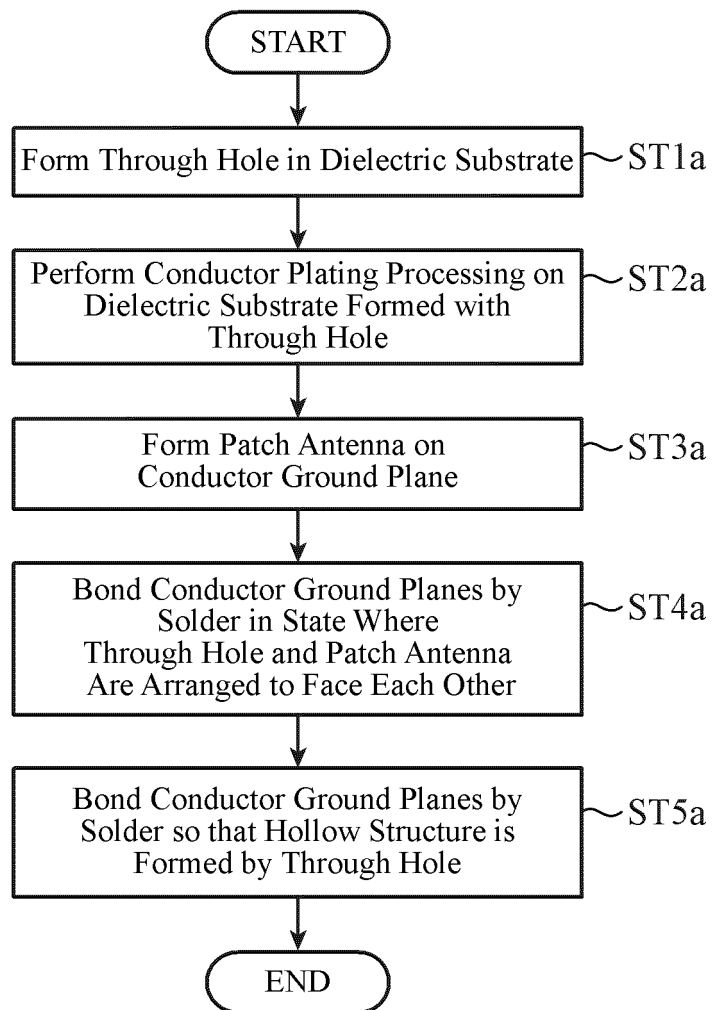 START
Form Through Hole in Dielectric Substrate
ST1a
Perform Conductor Plating Processing on
Dielectric Substrate Formed with
Through Hole
ST2a
Form Patch Antenna on
Conductor Ground Plane
ST3a
Bond Conductor Ground Planes by
Solder in State Where
Through Hole and Patch Antenna
Are Arranged to Face Each Other
ST4a
Bond Conductor Ground Planes by
Solder so that Hollow Structure is
Formed by Through Hole
ST5a
END